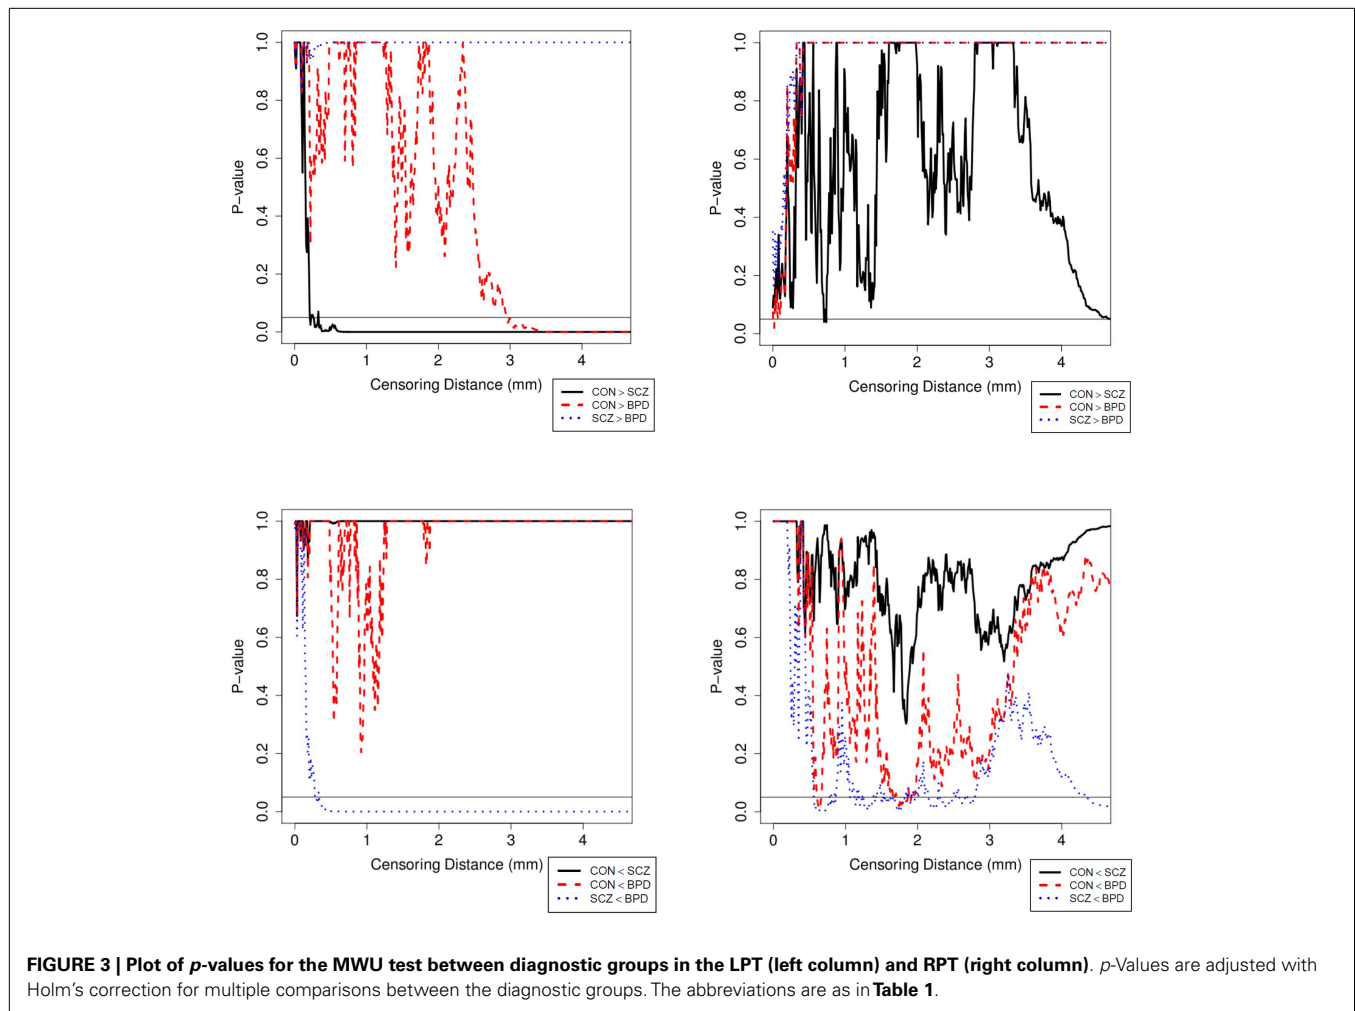 1.0
0.8
0.6
0.4
0.2
0.0
P−value
0 1 2 3 4
Censoring Distance (mm)
CON > SCZ
CON > BPD
SCZ > BPD
1.0
0.8
0.6
0.4
0.2
0.0
P−value
0 1 2 3 4
Censoring Distance (mm)
CON > SCZ
CON > BPD
SCZ > BPD
1.0
0.8
0.6
0.4
0.2
0.0
P−value
0 1 2 3 4
Censoring Distance (mm)
CON < SCZ
CON < BPD
SCZ < BPD
1.0
0.8
0.6
0.4
0.2
0.0
P−value
0 1 2 3 4
Censoring Distance (mm)
CON < SCZ
CON < BPD
SCZ < BPD
FIGURE 3 | Plot of p-values for the MWU test between diagnostic groups in the LPT (left column) and RPT (right column). p-Values are adjusted with
Holm's correction for multiple comparisons between the diagnostic groups. The abbreviations are as in Table 1.